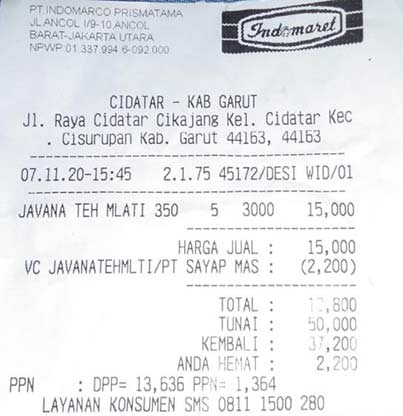 PT INDOMARCO PRISMATAMA
JL.ANCOL I/9-10,ANCOL
BARAT-JAKARTA UTARA
NPWP 01 337 994 6-092.000
Indomaret
CIDATAR - KAB GARUT
Jl. Raya Cidatar Cikajang Kel. Cidatar Kec
. Cisurupan Kab. Garut 44163, 44163
07.11.20-15:45 2.1.75 45172/DESI WID/01
JAVANA TEH MLATI 350 5 3000 15,000
HARGA JUAL : 15,000
VC JAVANATEHMLTI/PT SAYAP MAS : (2,200)
TOTAL : 12,800
TUNAI : 50,000
KEMBALI : 37,200
ANDA HEMAT : 2,200
PPN : DPP= 13,636 PPN= 1,364
LAYANAN KONSUMEN SMS 0811 1500 280